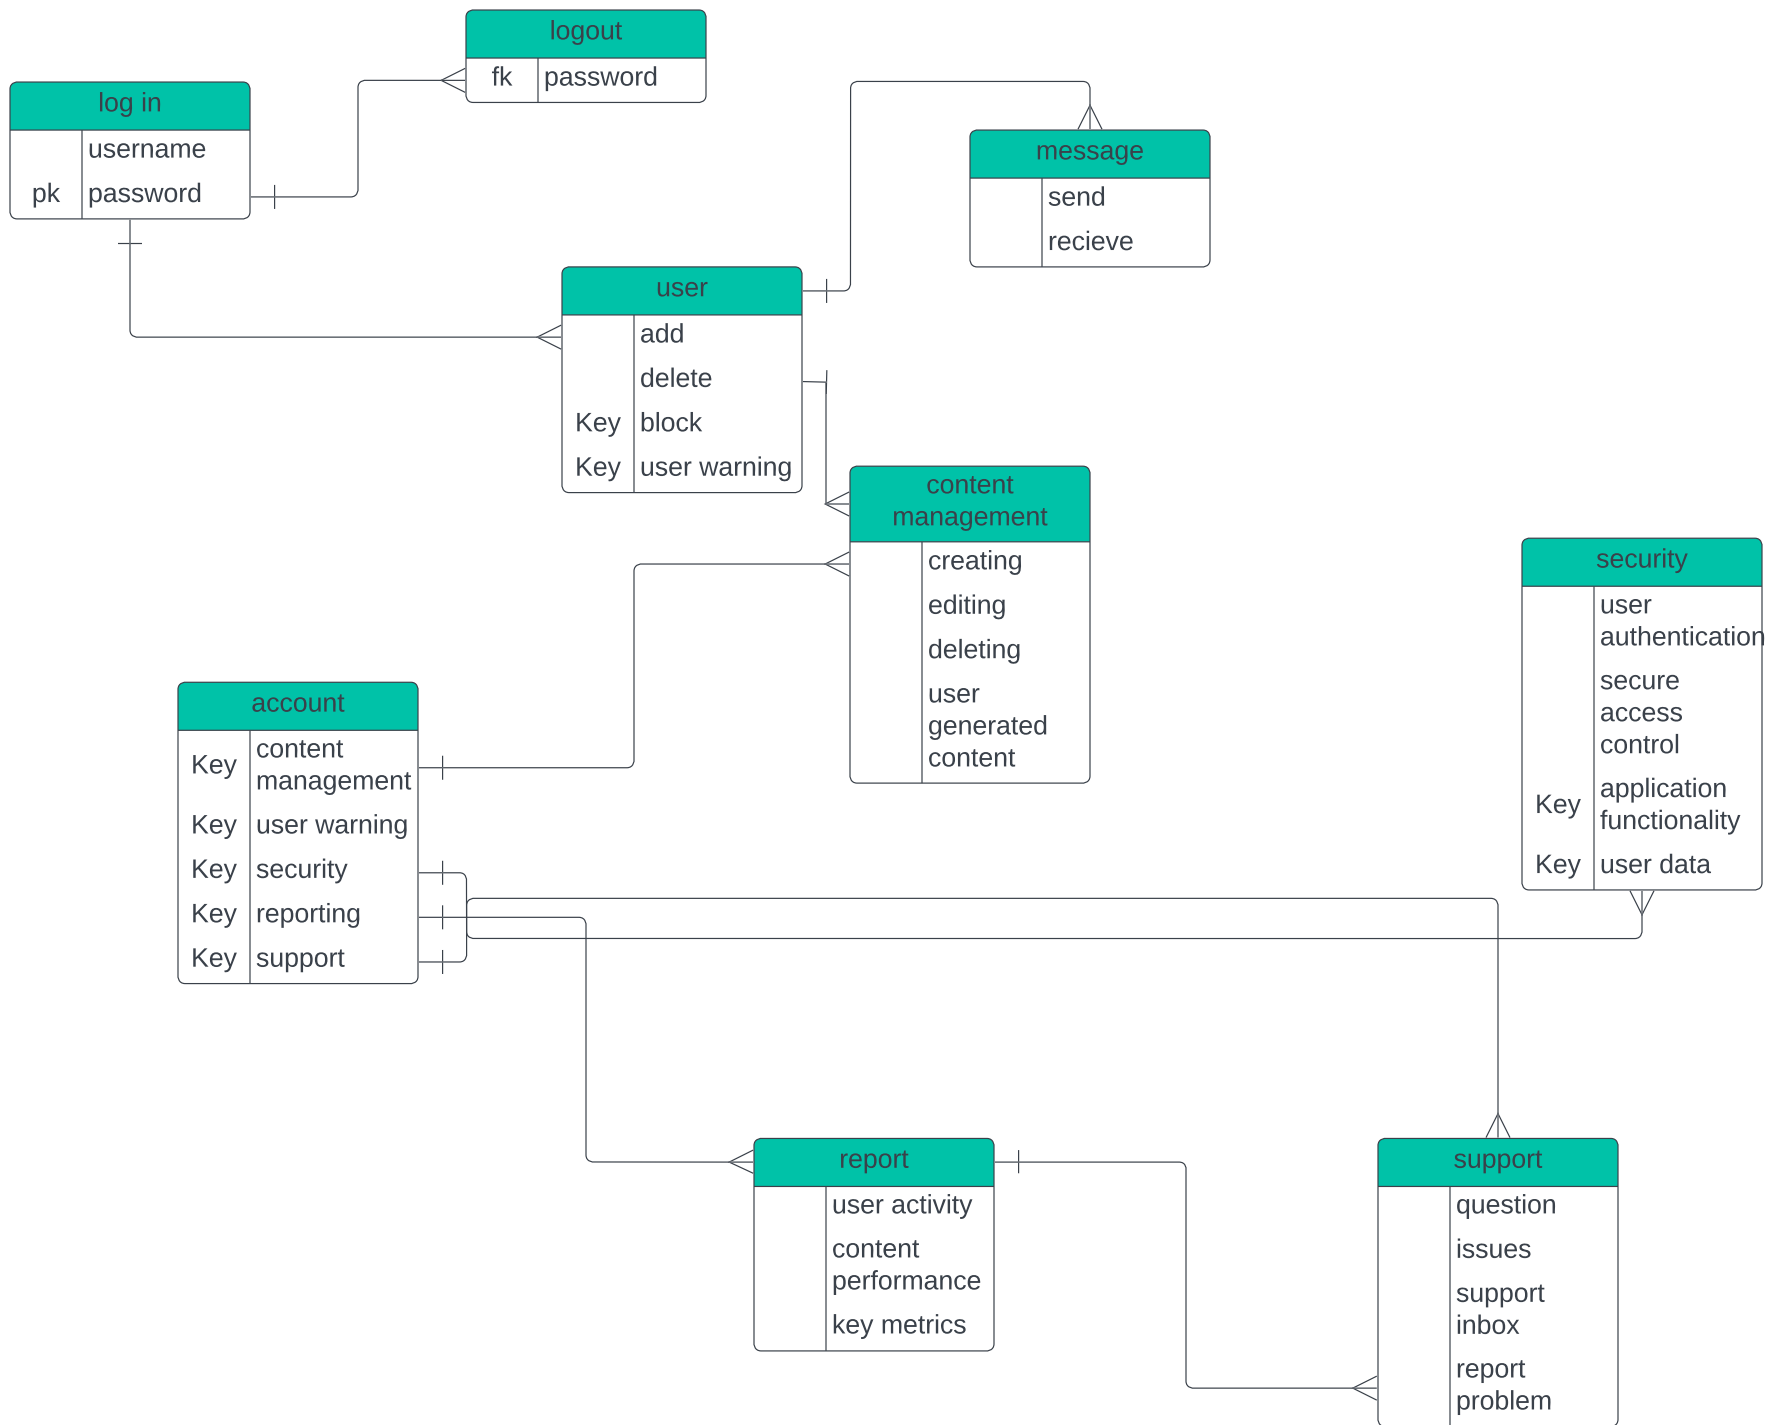 logout
fk password
log in
username
pk password
message
send
recieve
user
add
delete
Key block
Key user warning
content
management
creating
editing
deleting
user
generated
content
security
user
authentication
secure
access
control
application
Key
functionality
Key user data
account
content
Key
management
Key user warning
Key security
Key reporting
Key support
report
user activity
content
performance
key metrics
support
question
issues
support
inbox
report
problem